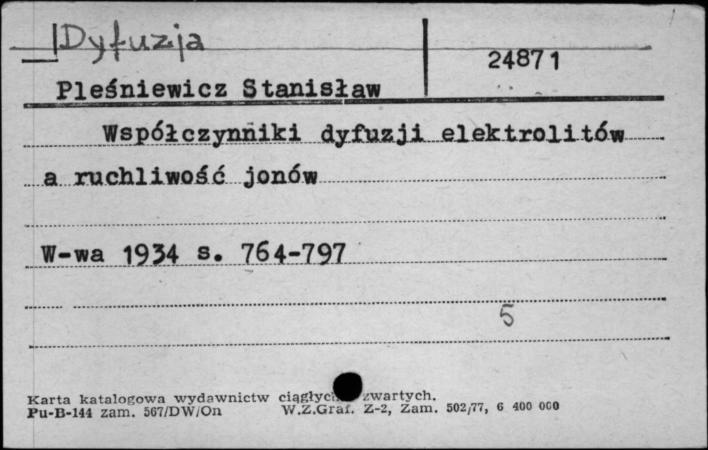 Dyfuzja
24871
Pleśniewicz Stanisław
Współczynniki dyfuzji elektrolitów
a ruchliwość jonów
W-wa 1934 s. 764-797
5
Karta katalogowa wydawnictw ciągłych zwartych.
Pu-B-144 zam. 567/DW/On W.Z.Graf. Z-2, Zam. 502/77, 6 400 000